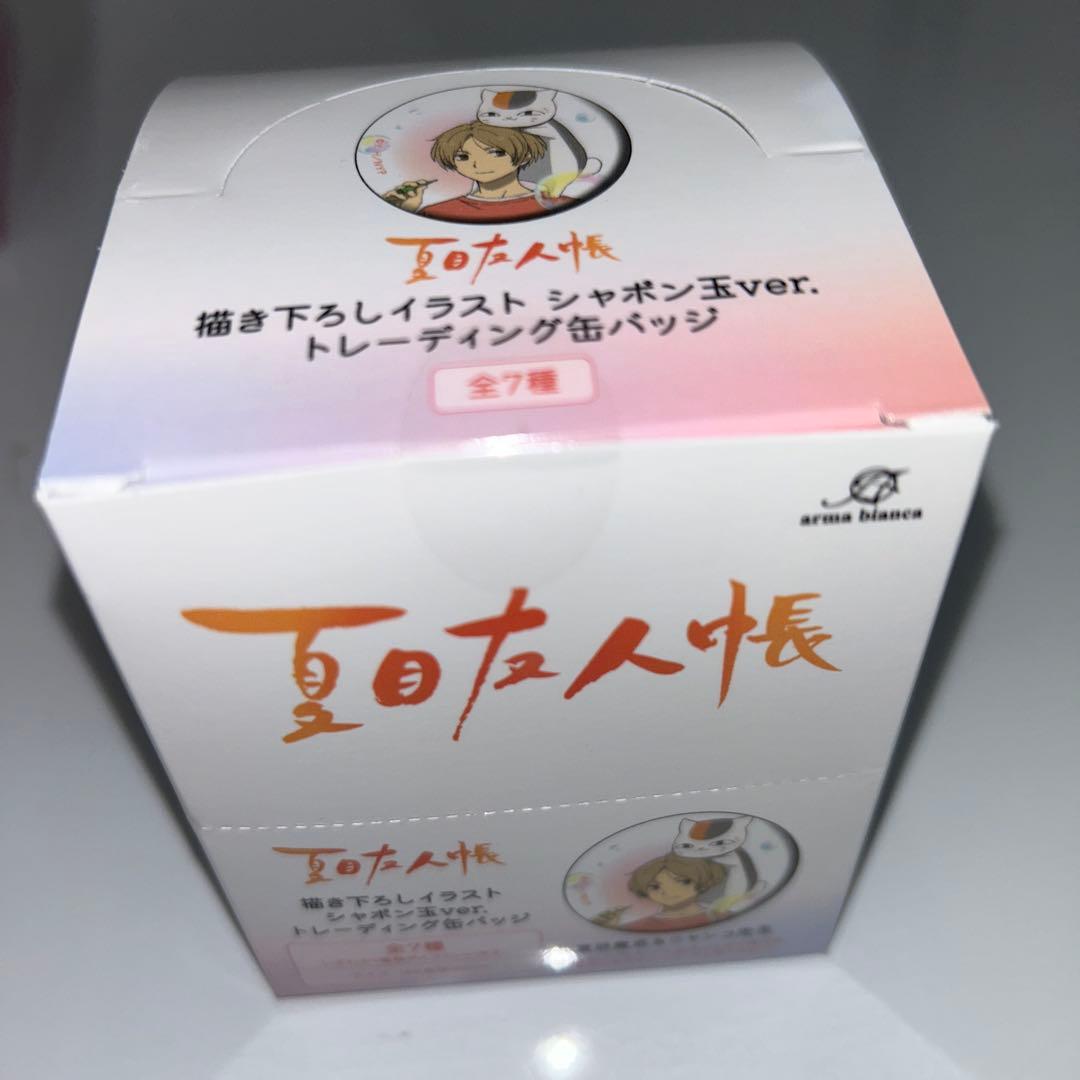 夏目友人帳
描き下ろしイラスト シャボン玉ver.
トレーディング缶バッジ
全7種
arma bianca
夏目友人帳
夏目友人帳
描き下ろしイラスト
シャボン玉ver.
トレーディング缶バッジ
全7種